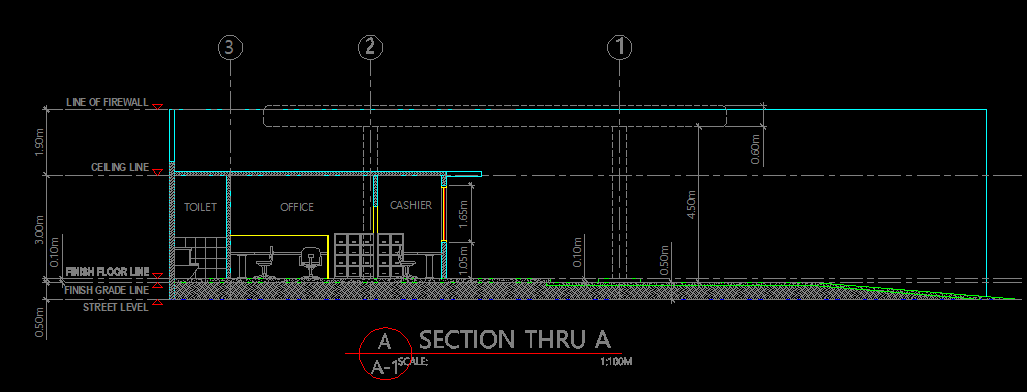 3 2 1
LINE OF FIREWALL
1.90m
0.60m
CEILING LINE
TOILET OFFICE CASHIER
3.00m
1.65m
4.50m
0.10m
1.05m
0.10m
0.50m
FINISH FLOOR LINE
FINISH GRADE LINE
STREET LEVEL
0.50m
A SECTION THRU A
A-1 SCALE; 1:100M